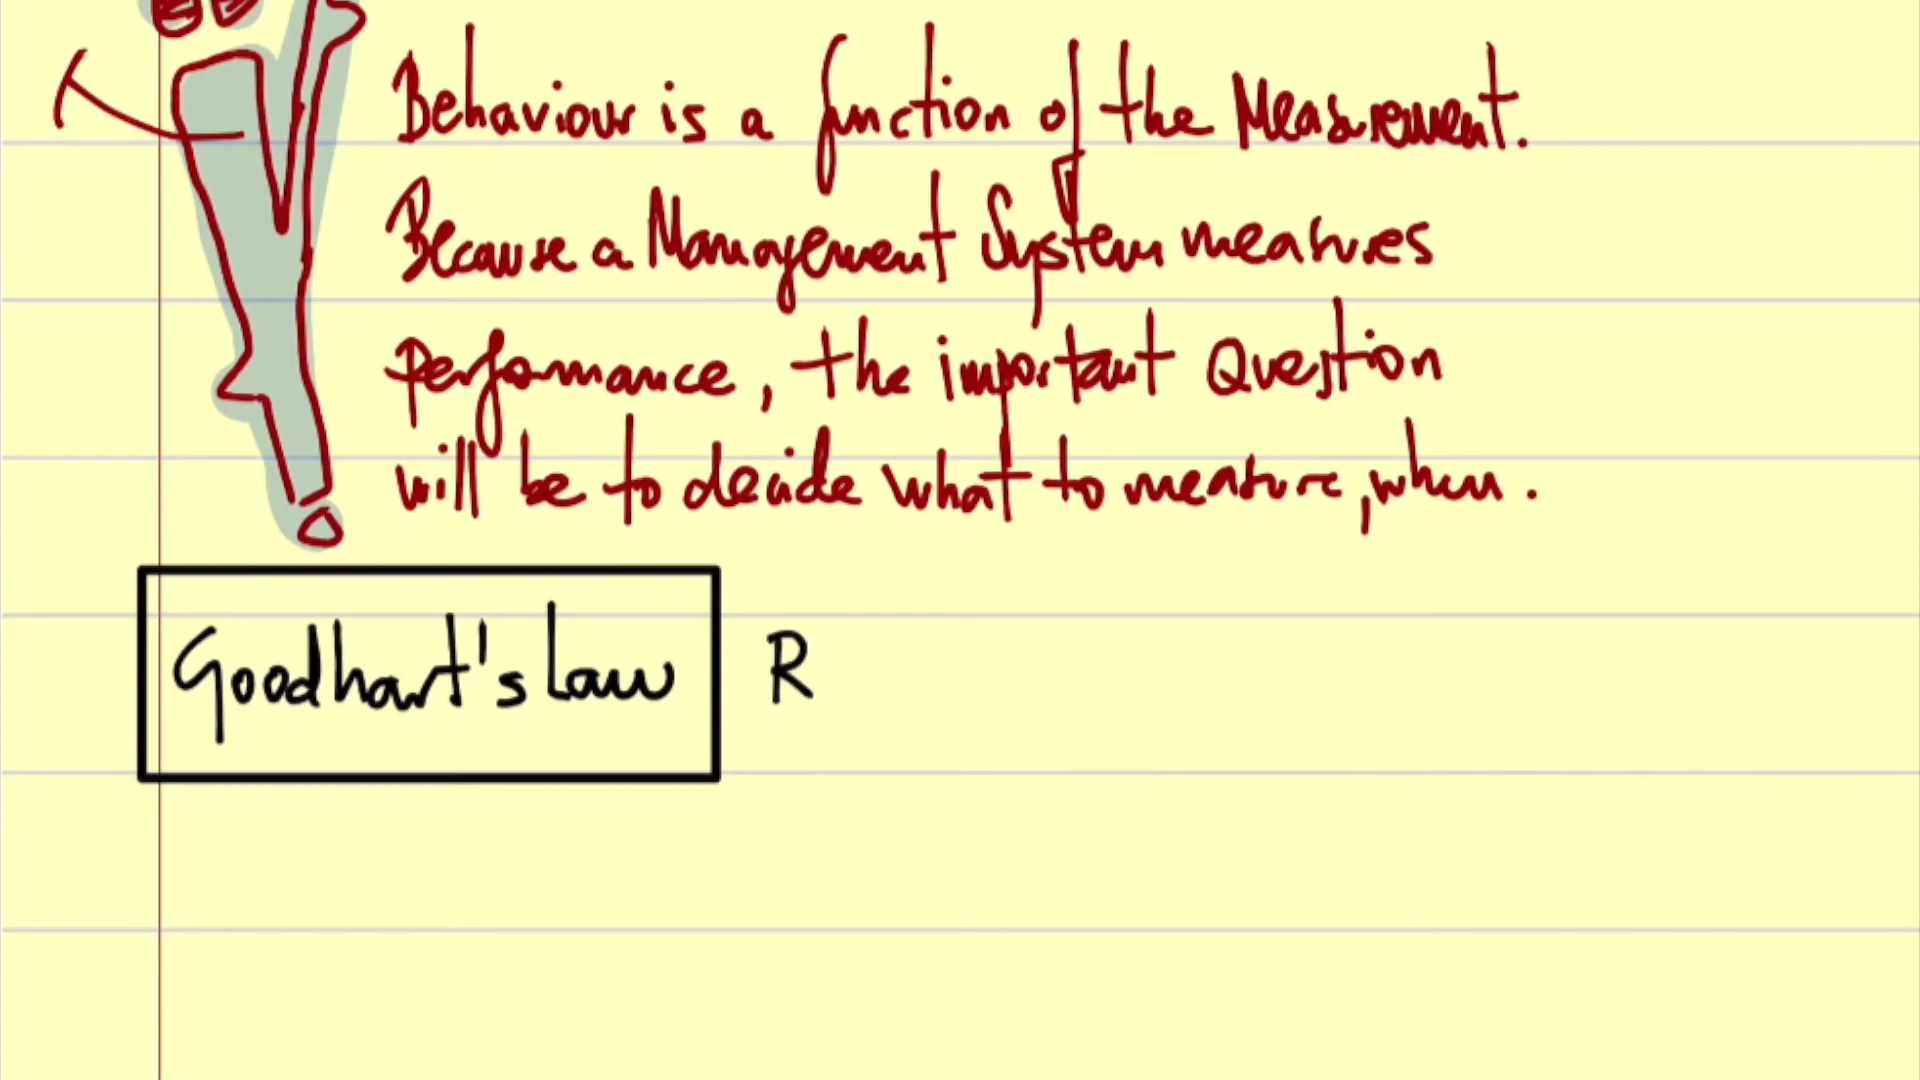 Behaviour is a function of the Measurement.
Because a Management System measures
performance, the important Question
will be to decide what to measure, when.
Goodhart's Law R